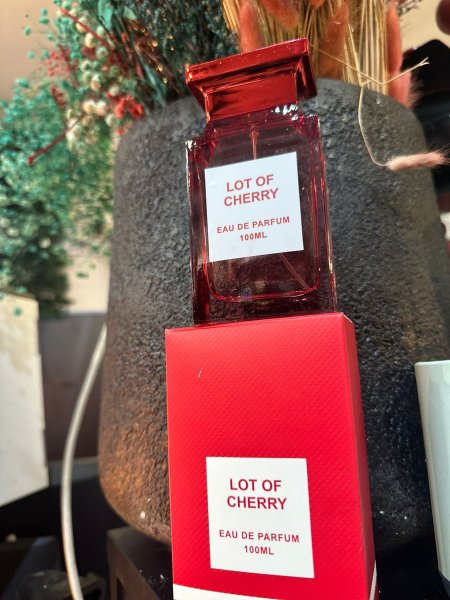 LOT OF
CHERRY
EAU DE PARFUM
100ML
LOT OF
CHERRY
EAU DE PARFUM
100ML